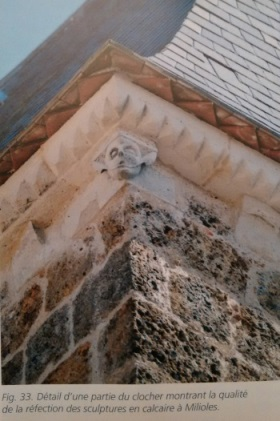 Fig. 33. Détail d'une partie du clocher montrant la qualité
de la réfection des sculptures en calcaire à Milioles.